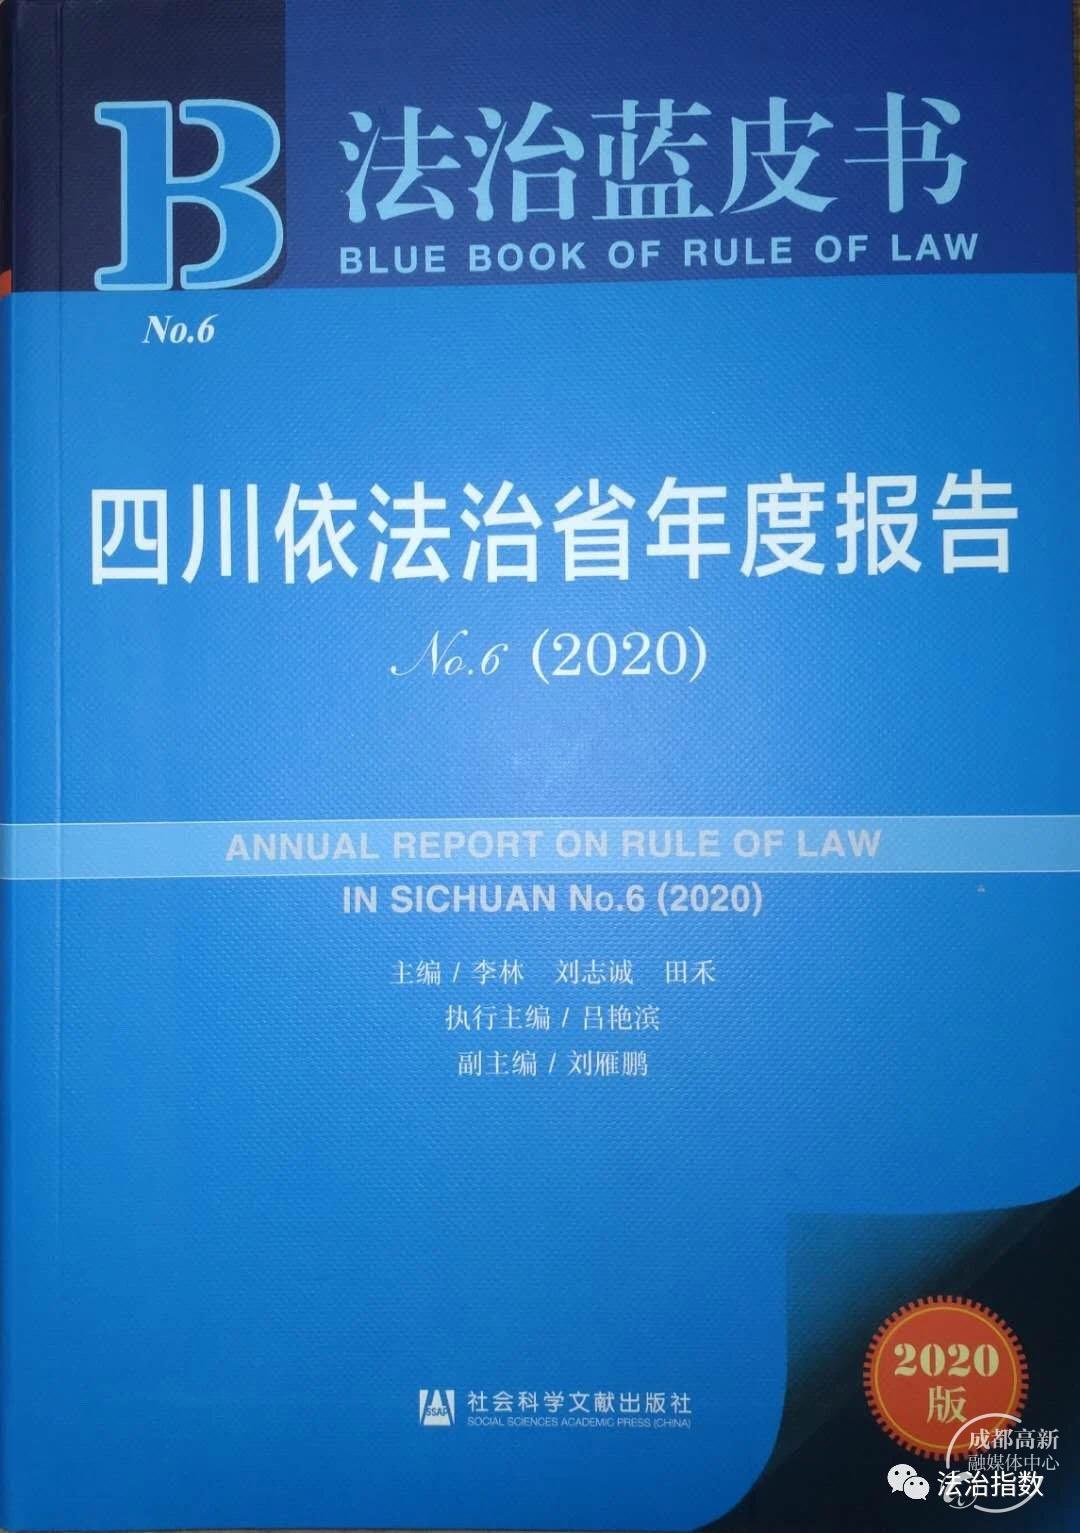 B
法治蓝皮书
BLUE BOOK OF RULE OF LAW
No.6
四川依法治省年度报告
No.6 (2020)
ANNUAL REPORT ON RULE OF LAW
IN SICHUAN No.6 (2020)
主编 / 李林 刘志诚 田禾
执行主编 / 吕艳滨
副主编 / 刘雁鹏
SSAP
社会科学文献出版社
SOCIAL SCIENCES ACADEMIC PRESS (CHINA)
2020
版
成都高新
融媒体中心
法治指数